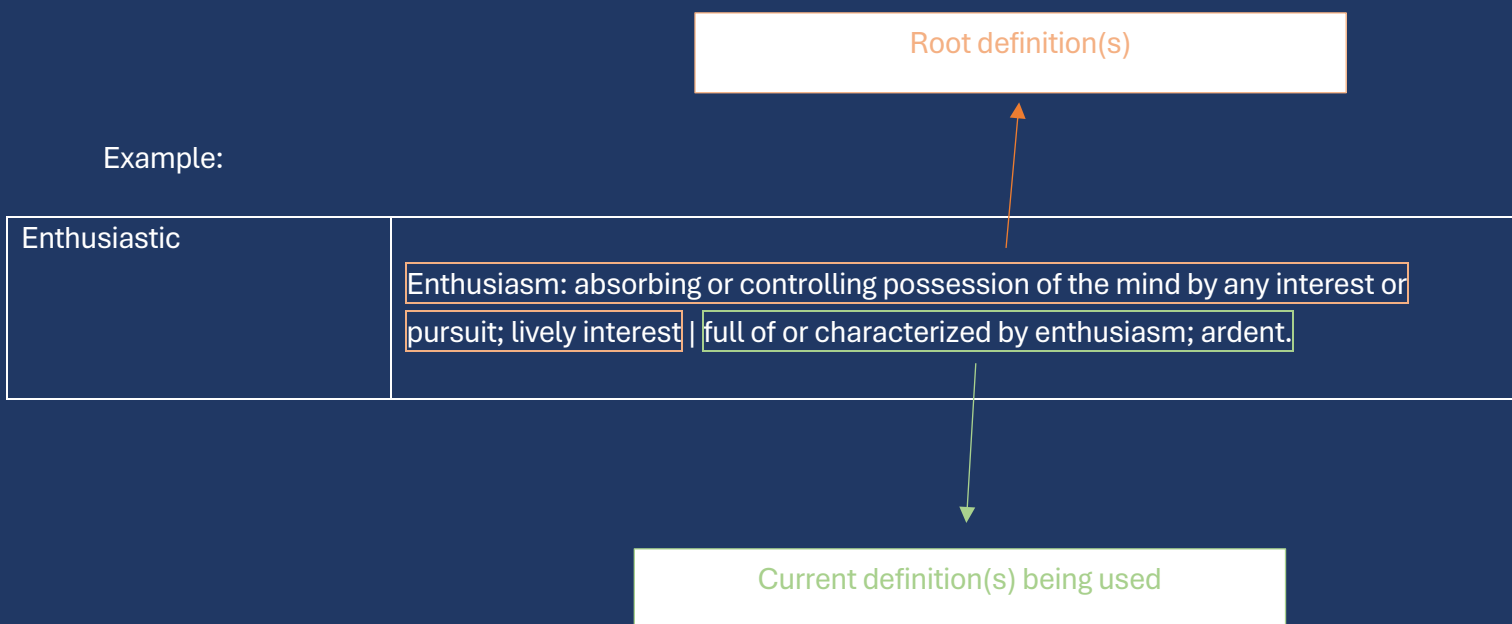 Root definition(s)
Example:
Enthusiastic
Enthusiasm: absorbing or controlling possession of the mind by any interest or
pursuit; lively interest | full of or characterized by enthusiasm; ardent.
Current definition(s) being used